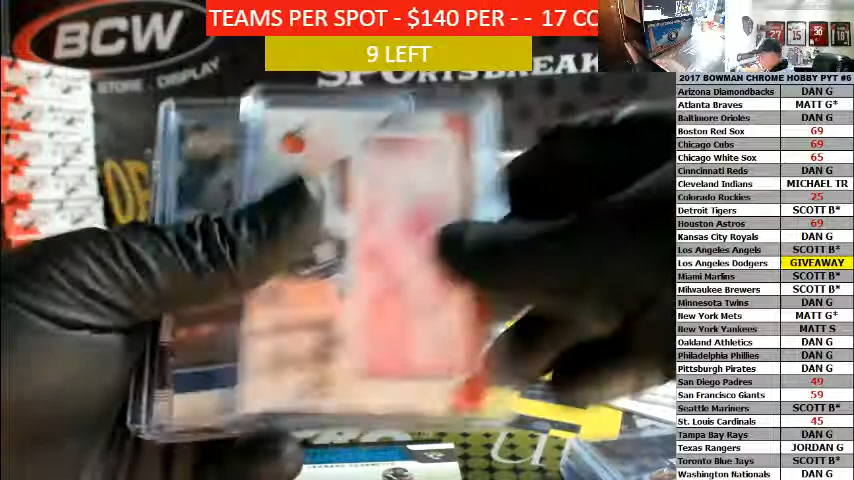 TEAMS PER SPOT - $140 PER - - 17 CO
9 LEFT
BCW
STORE · DISPLAY
SPORTSBREAK
2017 BOWMAN CHROME HOBBY PYT #6
Arizona Diamondbacks DAN G
Atlanta Braves MATT G*
Baltimore Orioles DAN G
Boston Red Sox 69
Chicago Cubs 69
Chicago White Sox 65
Cinncinati Reds DAN G
Cleveland Indians MICHAEL TR
Colorado Rockies 25
Detroit Tigers SCOTT B*
Houston Astros 69
Kansas City Royals DAN G
Los Angeles Angels SCOTT B*
Los Angeles Dodgers GIVEAWAY
Miami Marlins SCOTT B*
Milwaukee Brewers SCOTT B*
Minnesota Twins DAN G
New York Mets MATT G*
New York Yankees MATT S
Oakland Athletics DAN G
Philadelphia Phillies DAN G
Pittsburgh Pirates DAN G
San Diego Padres 49
San Francisco Giants 59
Seattle Mariners SCOTT B*
St. Louis Cardinals 45
Tampa Bay Rays DAN G
Texas Rangers JORDAN G
Toronto Blue Jays SCOTT B*
Washington Nationals DAN G